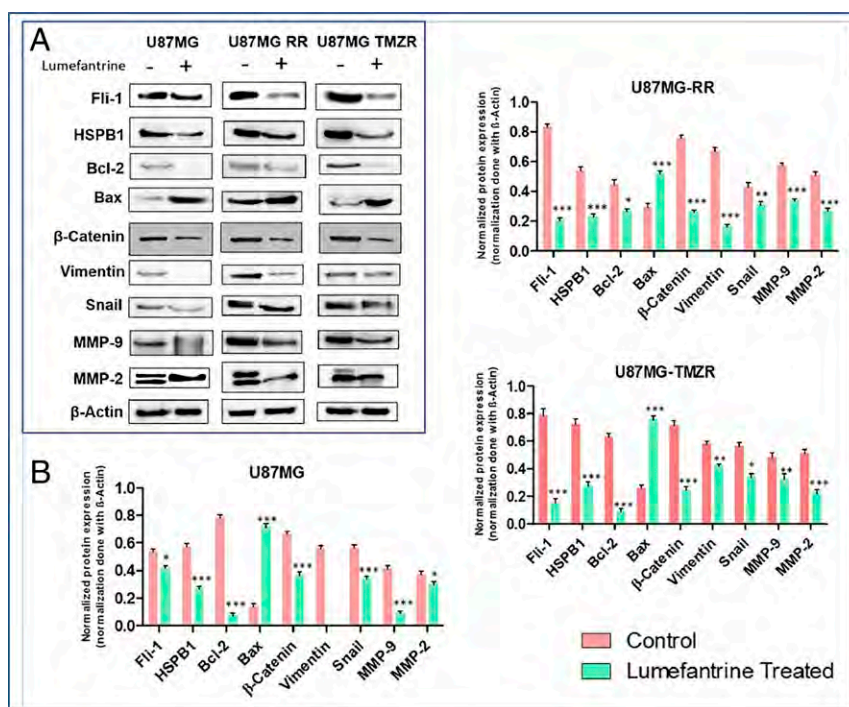 A
U87MG U87MG RR U87MG TMZR
Lumefantrine - + - + - +
Fli-1
HSPB1
Bcl-2
Bax
β-Catenin
Vimentin
Snail
MMP-9
MMP-2
β-Actin
U87MG-RR
Normalized protein expression
(normalization done with ß-Actin)
1.0
0.8
0.6
0.4
0.2
0.0
*** *** * *** *** *** ** *** ***
Fli-1 HSPB1 Bcl-2 Bax β-Catenin Vimentin Snail MMP-9 MMP-2
U87MG-TMZR
Normalized protein expression
(normalization done with ß-Actin)
1.0
0.8
0.6
0.4
0.2
0.0
*** *** *** *** *** ** * ** ***
Fli-1 HSPB1 Bcl-2 Bax β-Catenin Vimentin Snail MMP-9 MMP-2
B
U87MG
Normalized protein expression
(normalization done with ß-Actin)
1.0
0.8
0.6
0.4
0.2
0.0
* *** *** *** *** *** *** *
Fli-1 HSPB1 Bcl-2 Bax β-Catenin Vimentin Snail MMP-9 MMP-2
Control
Lumefantrine Treated